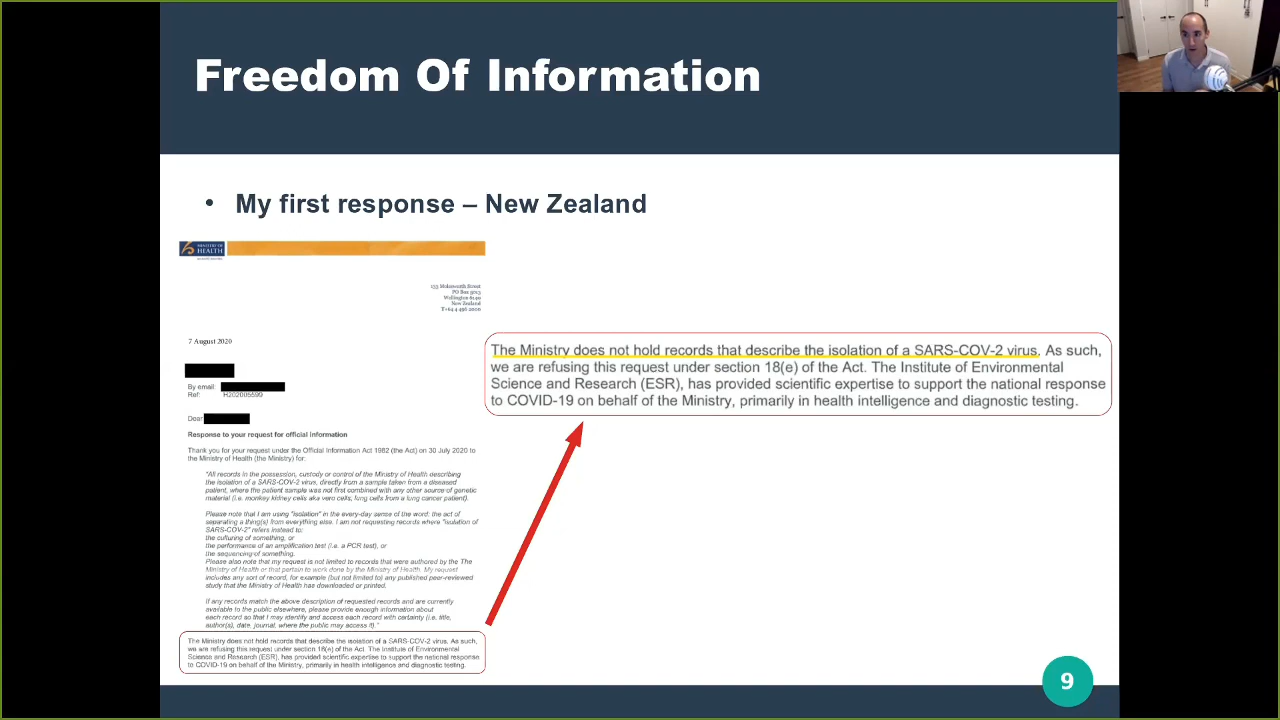 Freedom Of Information
• My first response – New Zealand
MINISTRY OF
HEALTH
133 Molesworth Street
PO Box 5013
Wellington 6140
New Zealand
T+64 4 496 2000
7 August 2020
By email:
Ref: H202005599
Dear
Response to your request for official information
Thank you for your request under the Official Information Act 1982 (the Act) on 30 July 2020 to
the Ministry of Health (the Ministry) for:
"All records in the possession, custody or control of the Ministry of Health describing
the isolation of a SARS-COV-2 virus, directly from a sample taken from a diseased
patient, where the patient sample was not first combined with any other source of genetic
material (i.e. monkey kidney cells aka vero cells, lung cells from a lung cancer patient).
Please note that I am using "isolation" in the every-day sense of the word: the act of
separating a thing(s) from everything else. I am not requesting records where "isolation of
SARS-COV-2" refers instead to:
the culturing of something, or
the performance of an amplification test (i.e. a PCR test), or
the sequencing of something.
Please also note that my request is not limited to records that were authored by the The
Ministry of Health or that pertain to work done by the Ministry of Health. My request
includes any sort of record, for example (but not limited to) any published peer-reviewed
study that the Ministry of Health has downloaded or printed.
If any records match the above description of requested records and are currently
available to the public elsewhere, please provide enough information about
each record so that I may identify and access each record with certainty (i.e. title,
author(s), date, journal, where the public may access it)."
The Ministry does not hold records that describe the isolation of a SARS-COV-2 virus. As such,
we are refusing this request under section 18(e) of the Act. The Institute of Environmental
Science and Research (ESR), has provided scientific expertise to support the national response
to COVID-19 on behalf of the Ministry, primarily in health intelligence and diagnostic testing.
The Ministry does not hold records that describe the isolation of a SARS-COV-2 virus. As such,
we are refusing this request under section 18(e) of the Act. The Institute of Environmental
Science and Research (ESR), has provided scientific expertise to support the national response
to COVID-19 on behalf of the Ministry, primarily in health intelligence and diagnostic testing.
9